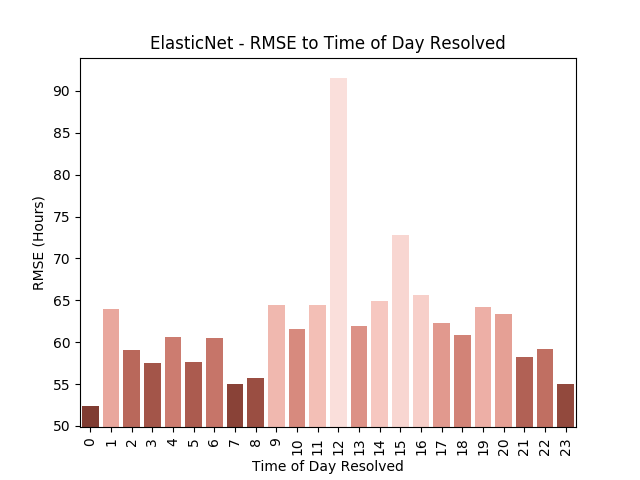 ElasticNet - RMSE to Time of Day Resolved
90
85
80
75
70
65
60
55
50
RMSE (Hours)
0 1 2 3 4 5 6 7 8 9 10 11 12 13 14 15 16 17 18 19 20 21 22 23
Time of Day Resolved